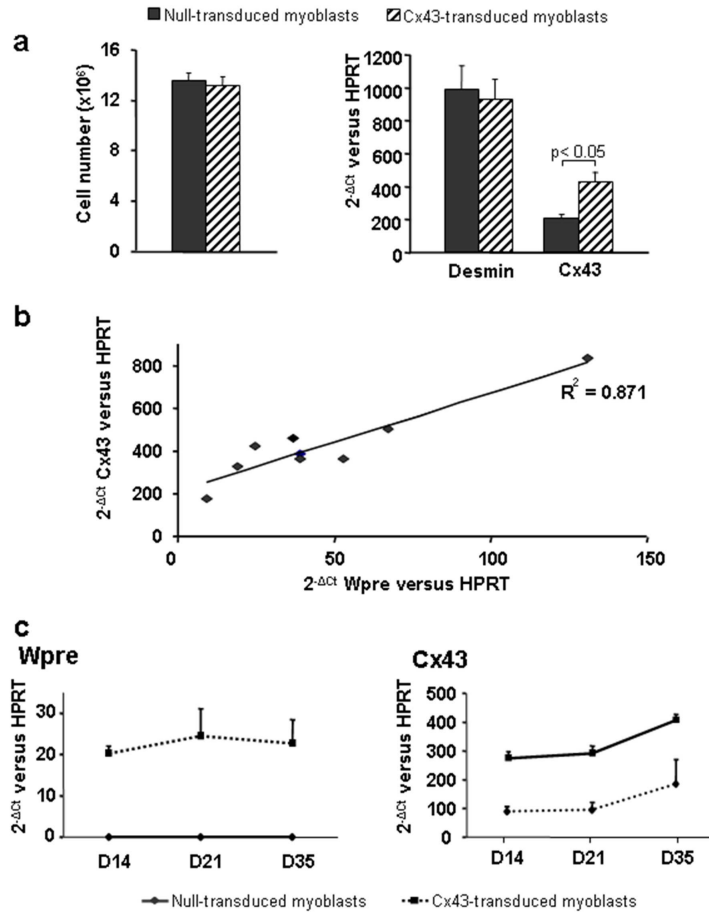 Null-transduced myoblasts Cx43-transduced myoblasts
a
Cell number (x10⁶)
16
12
8
4
0
2^-ΔCt versus HPRT
1200
1000
800
600
400
200
0
p< 0.05
Desmin Cx43
b
2^-ΔCt Cx43 versus HPRT
800
600
400
200
0
R² = 0.871
0 50 100 150
2^-ΔCt Wpre versus HPRT
c
Wpre
2^-ΔCt versus HPRT
30
20
10
0
D14 D21 D35
Cx43
2^-ΔCt versus HPRT
500
400
300
200
100
0
D14 D21 D35
Null-transduced myoblasts Cx43-transduced myoblasts